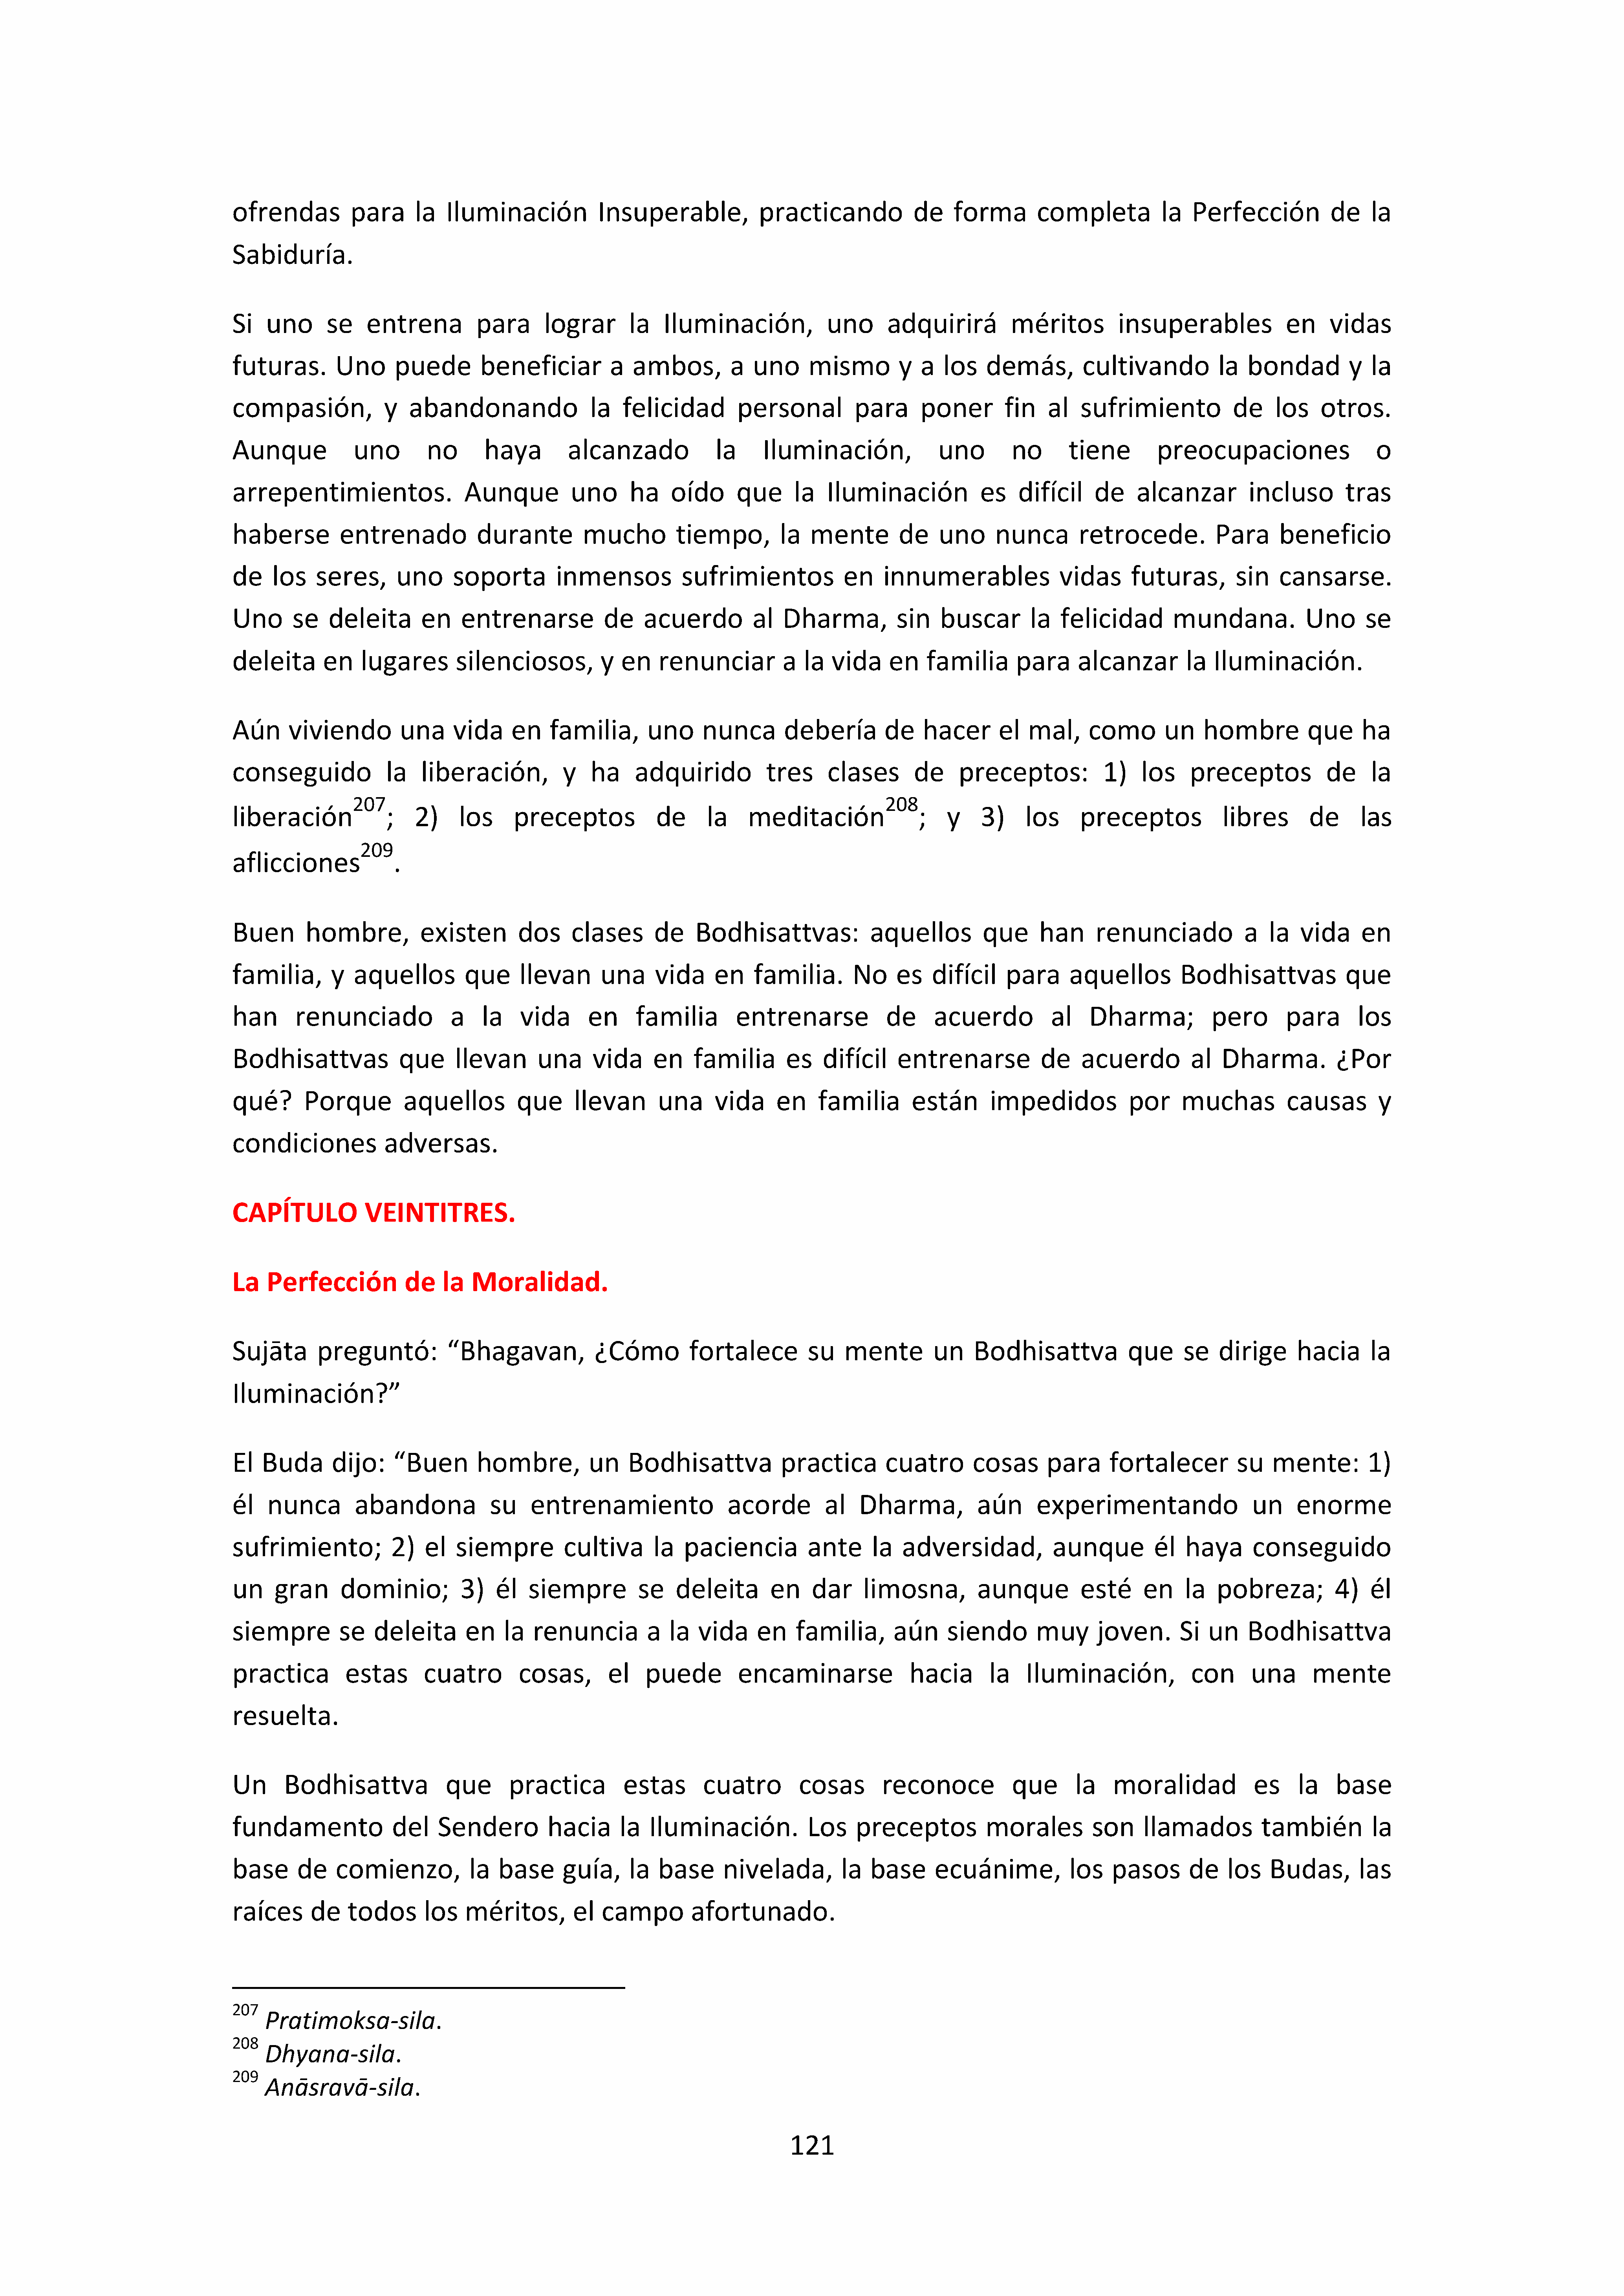 ofrendas para la Iluminación Insuperable, practicando de forma completa la Perfección de la
Sabiduría.
Si uno se entrena para lograr la Iluminación, uno adquirirá méritos insuperables en vidas
futuras. Uno puede beneficiar a ambos, a uno mismo y a los demás, cultivando la bondad y la
compasión, y abandonando la felicidad personal para poner fin al sufrimiento de los otros.
Aunque uno no haya alcanzado la Iluminación, uno no tiene preocupaciones o
arrepentimientos. Aunque uno ha oído que la Iluminación es difícil de alcanzar incluso tras
haberse entrenado durante mucho tiempo, la mente de uno nunca retrocede. Para beneficio
de los seres, uno soporta inmensos sufrimientos en innumerables vidas futuras, sin cansarse.
Uno se deleita en entrenarse de acuerdo al Dharma, sin buscar la felicidad mundana. Uno se
deleita en lugares silenciosos, y en renunciar a la vida en familia para alcanzar la Iluminación.
Aún viviendo una vida en familia, uno nunca debería de hacer el mal, como un hombre que ha
conseguido la liberación, y ha adquirido tres clases de preceptos: 1) los preceptos de la
liberación207; 2) los preceptos de la meditación208; y 3) los preceptos libres de las
aflicciones209.
Buen hombre, existen dos clases de Bodhisattvas: aquellos que han renunciado a la vida en
familia, y aquellos que llevan una vida en familia. No es difícil para aquellos Bodhisattvas que
han renunciado a la vida en familia entrenarse de acuerdo al Dharma; pero para los
Bodhisattvas que llevan una vida en familia es difícil entrenarse de acuerdo al Dharma. ¿Por
qué? Porque aquellos que llevan una vida en familia están impedidos por muchas causas y
condiciones adversas.
CAPÍTULO VEINTITRES.
La Perfección de la Moralidad.
Sujāta preguntó: “Bhagavan, ¿Cómo fortalece su mente un Bodhisattva que se dirige hacia la
Iluminación?”
El Buda dijo: “Buen hombre, un Bodhisattva practica cuatro cosas para fortalecer su mente: 1)
él nunca abandona su entrenamiento acorde al Dharma, aún experimentando un enorme
sufrimiento; 2) el siempre cultiva la paciencia ante la adversidad, aunque él haya conseguido
un gran dominio; 3) él siempre se deleita en dar limosna, aunque esté en la pobreza; 4) él
siempre se deleita en la renuncia a la vida en familia, aún siendo muy joven. Si un Bodhisattva
practica estas cuatro cosas, el puede encaminarse hacia la Iluminación, con una mente
resuelta.
Un Bodhisattva que practica estas cuatro cosas reconoce que la moralidad es la base
fundamento del Sendero hacia la Iluminación. Los preceptos morales son llamados también la
base de comienzo, la base guía, la base nivelada, la base ecuánime, los pasos de los Budas, las
raíces de todos los méritos, el campo afortunado.
207 Pratimoksa-sila.
208 Dhyana-sila.
209 Anāsravā-sila.
121